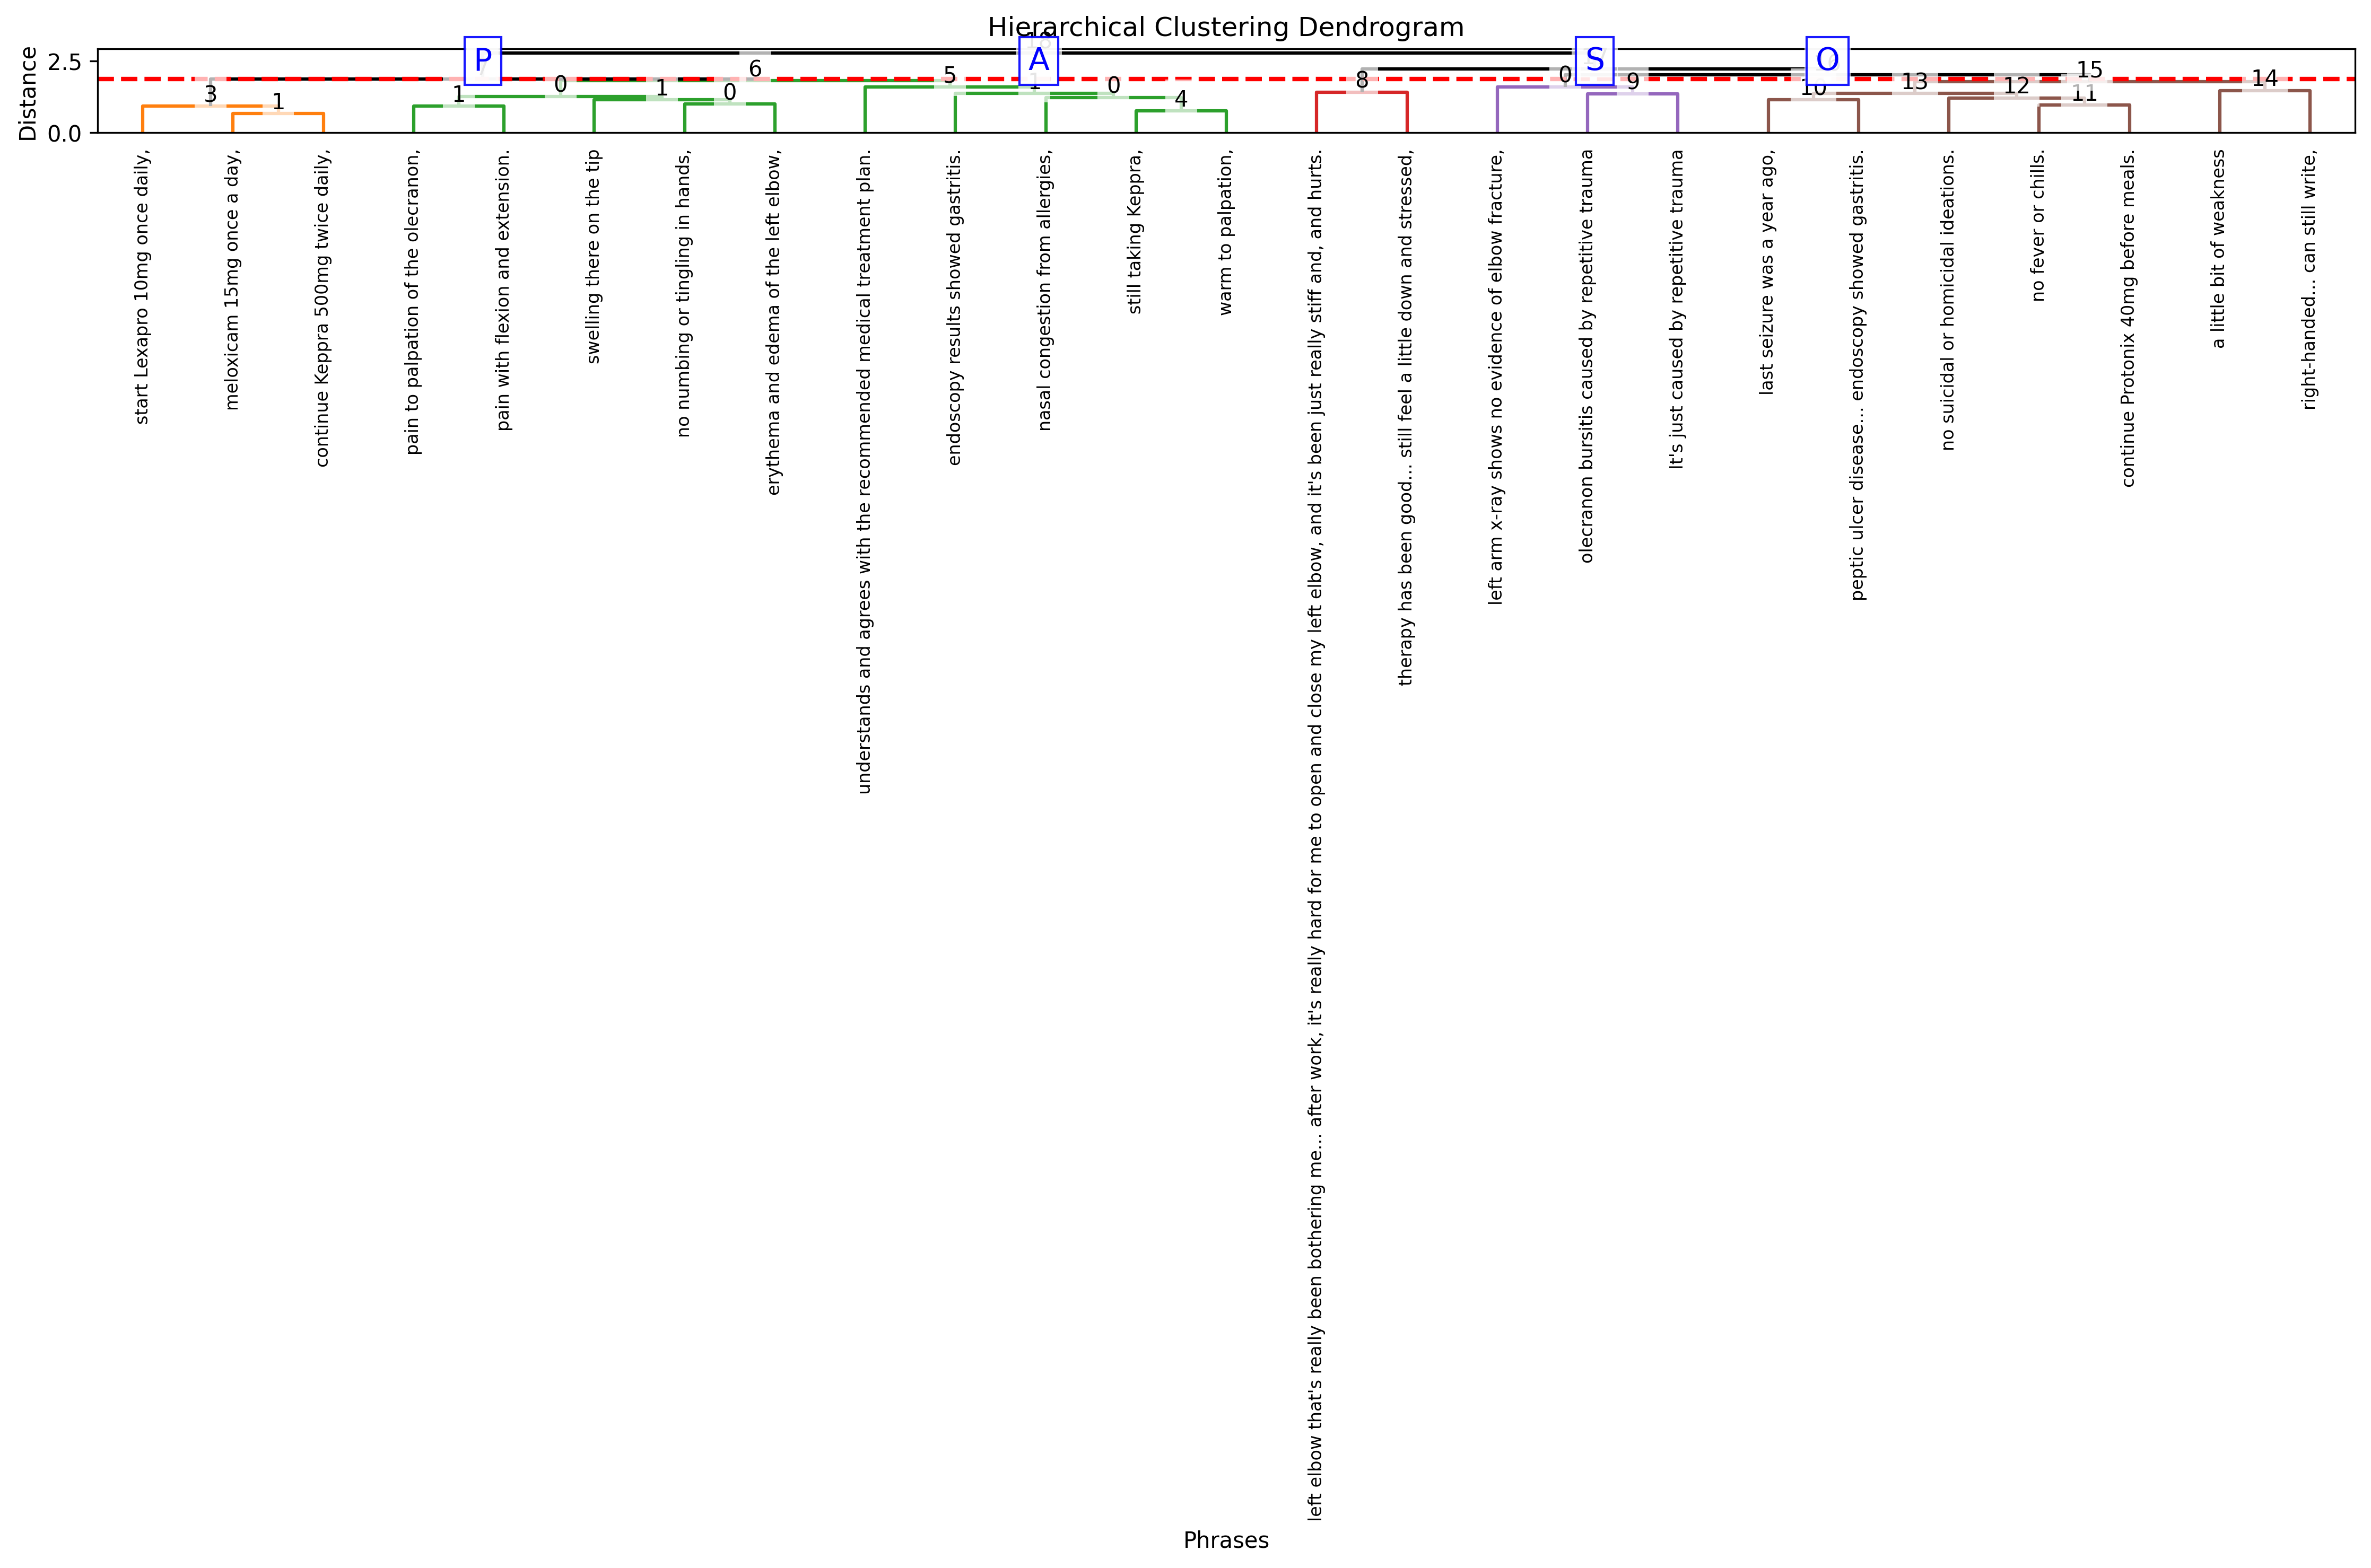 Hierarchical Clustering Dendrogram
Distance
2.5
0.0
P
A
S
O
6
5
1
0
0
15
14
8
9
13
12
11
10
3
1
1
0
1
0
4
start Lexapro 10mg once daily,
meloxicam 15mg once a day,
continue Keppra 500mg twice daily,
pain to palpation of the olecranon,
pain with flexion and extension.
swelling there on the tip
no numbing or tingling in hands,
erythema and edema of the left elbow,
understands and agrees with the recommended medical treatment plan.
endoscopy results showed gastritis.
nasal congestion from allergies,
still taking Keppra,
warm to palpation,
left elbow that's really been bothering me... after work, it's really hard for me to open and close my left elbow, and it's been just really stiff and, and hurts.
therapy has been good... still feel a little down and stressed,
left arm x-ray shows no evidence of elbow fracture,
olecranon bursitis caused by repetitive trauma
It's just caused by repetitive trauma
last seizure was a year ago,
peptic ulcer disease... endoscopy showed gastritis.
no suicidal or homicidal ideations.
no fever or chills.
continue Protonix 40mg before meals.
a little bit of weakness
right-handed... can still write,
Phrases